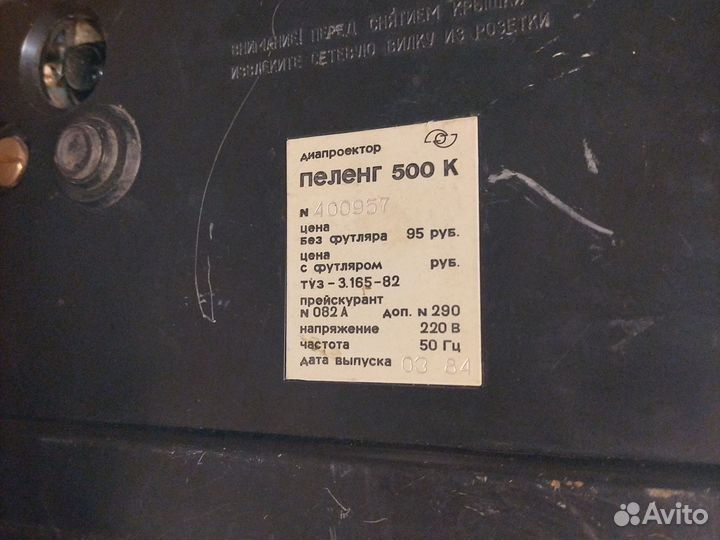 ВНИМАНИЕ! ПЕРЕД СНЯТИЕМ КРЫШКИ
ИЗВЛЕКИТЕ СЕТЕВУЮ ВИЛКУ ИЗ РОЗЕТКИ
диапроектор
пеленг 500 К
N 400957
цена
без футляра 95 руб.
цена
с футляром руб.
ту3-3.165-82
прейскурант
N 082А доп. N 290
напряжение 220 В
частота 50 Гц
дата выпуска 03 84
Avito